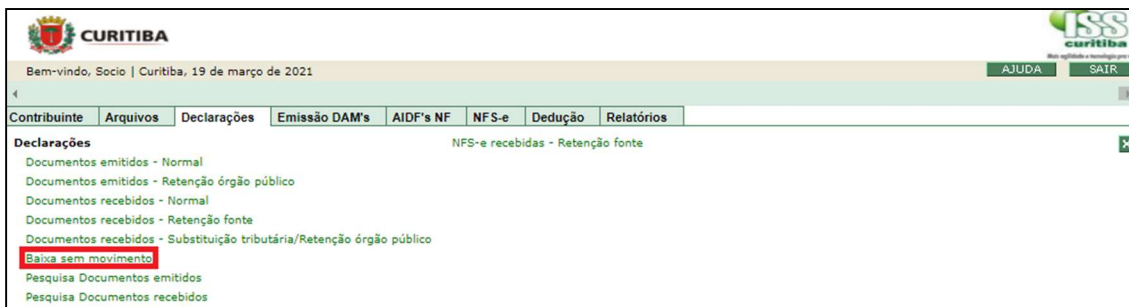 CURITIBA
ISS
curitiba
Bem-vindo, Socio | Curitiba, 19 de março de 2021
AJUDA SAIR
Contribuinte Arquivos Declarações Emissão DAM's AIDF's NF NFS-e Dedução Relatórios
Declarações NFS-e recebidas - Retenção fonte
Documentos emitidos - Normal
Documentos emitidos - Retenção órgão público
Documentos recebidos - Normal
Documentos recebidos - Retenção fonte
Documentos recebidos - Substituição tributária/Retenção órgão público
Baixa sem movimento
Pesquisa Documentos emitidos
Pesquisa Documentos recebidos